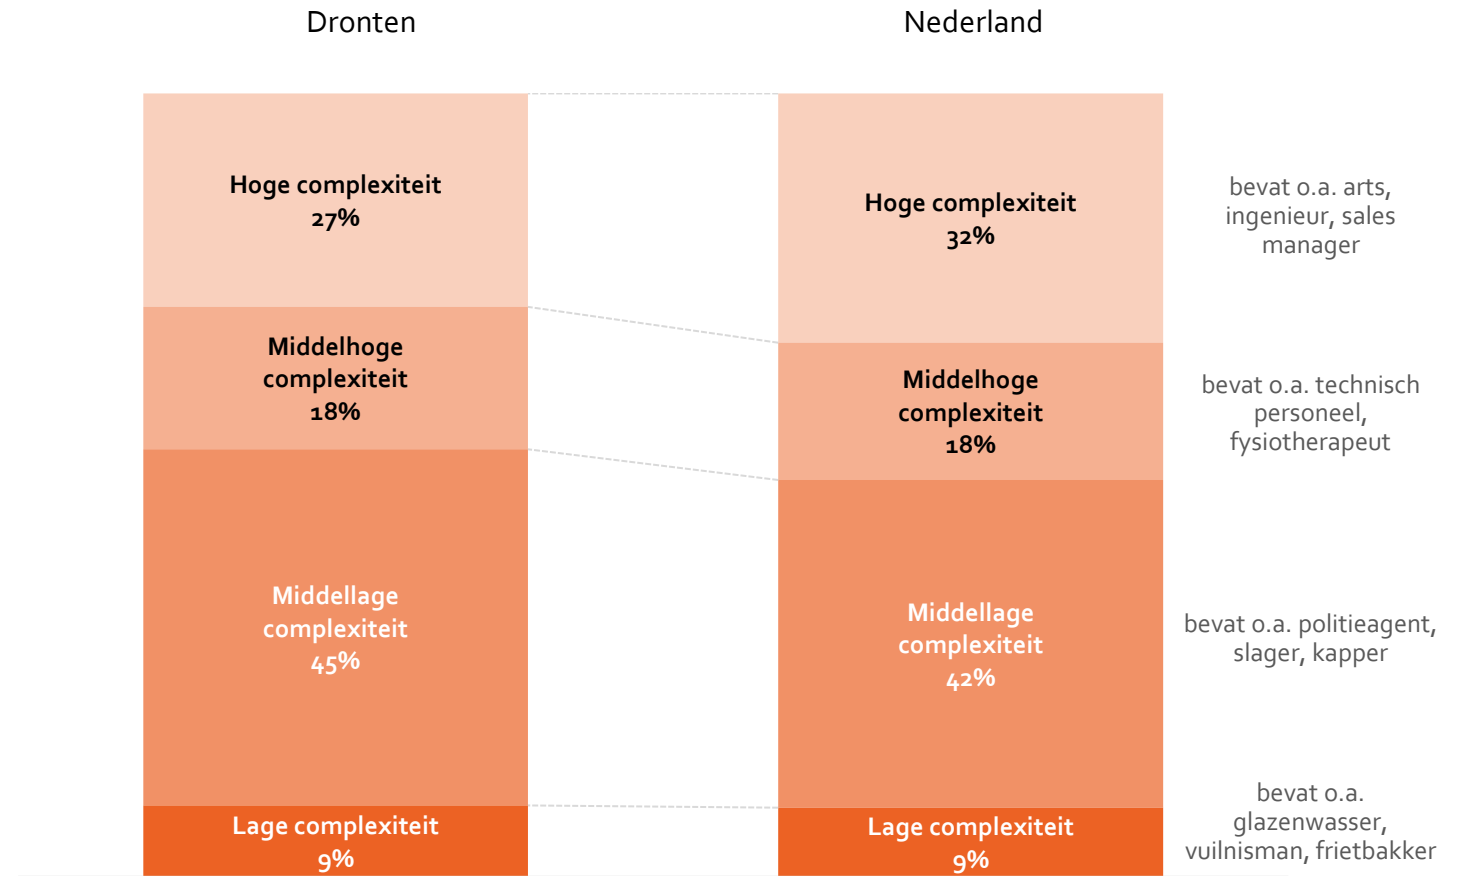 Dronten
Nederland
Hoge complexiteit
27%
Hoge complexiteit
32%
bevat o.a. arts,
ingenieur, sales
manager
Middelhoge
complexiteit
18%
Middelhoge
complexiteit
18%
bevat o.a. technisch
personeel,
fysiotherapeut
Middellage
complexiteit
45%
Middellage
complexiteit
42%
bevat o.a. politieagent,
slager, kapper
Lage complexiteit
9%
Lage complexiteit
9%
bevat o.a.
glazenwasser,
vuilnisman, frietbakker